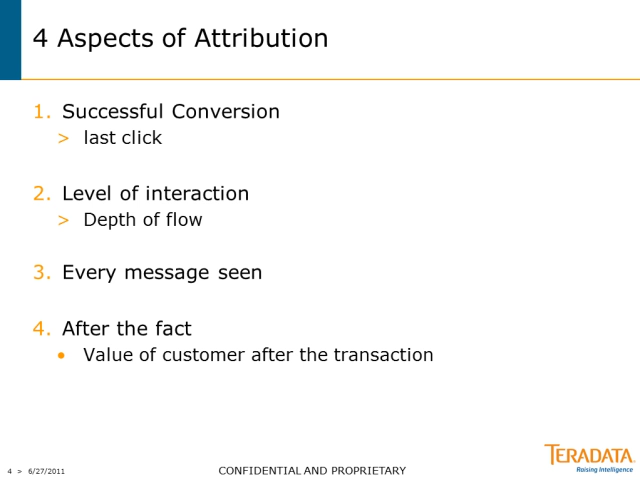 4 Aspects of Attribution
1. Successful Conversion
> last click
2. Level of interaction
> Depth of flow
3. Every message seen
4. After the fact
• Value of customer after the transaction
TERADATA
Raising Intelligence
4 > 6/27/2011
CONFIDENTIAL AND PROPRIETARY